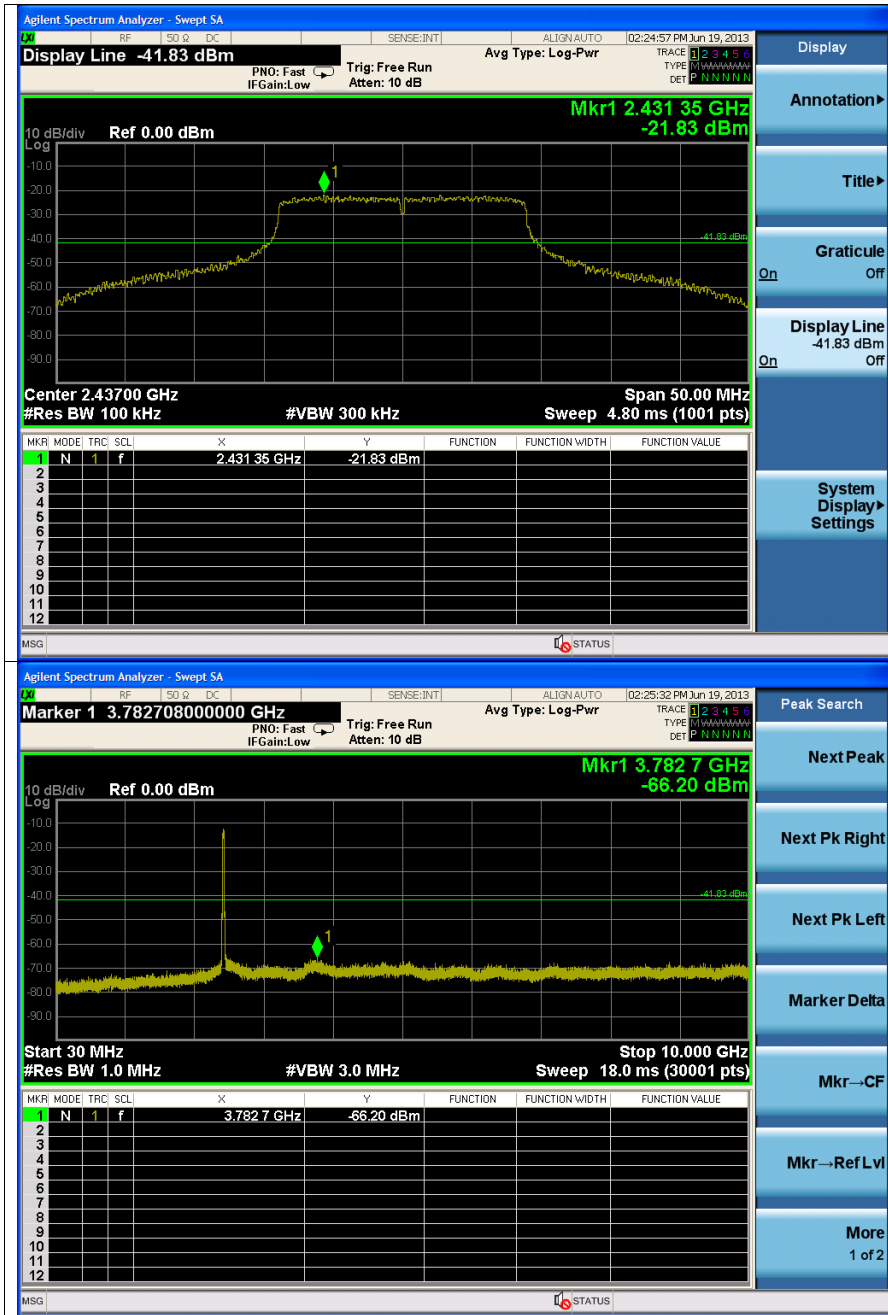 Agilent Spectrum Analyzer - Swept SA
LXI RF 50 Ω DC SENSE:INT ALIGN AUTO 02:24:57 PM Jun 19, 2013
Display Line -41.83 dBm
PNO: Fast
IFGain:Low
Trig: Free Run
Atten: 10 dB
Avg Type: Log-Pwr
TRACE 1 2 3 4 5 6
TYPE M WWWWW
DET P N N N N N
Mkr1 2.431 35 GHz
-21.83 dBm
10 dB/div Ref 0.00 dBm
Log
-10.0
1
-20.0
-30.0
-40.0
-41.83 dBm
-50.0
-60.0
-70.0
-80.0
-90.0
Center 2.43700 GHz Span 50.00 MHz
#Res BW 100 kHz #VBW 300 kHz Sweep 4.80 ms (1001 pts)
MKR MODE TRC SCL X Y FUNCTION FUNCTION WIDTH FUNCTION VALUE
1 N 1 f 2.431 35 GHz -21.83 dBm
2
3
4
5
6
7
8
9
10
11
12
MSG STATUS
Display
Annotation
Title
Graticule
On Off
Display Line
-41.83 dBm
On Off
System
Display
Settings
Agilent Spectrum Analyzer - Swept SA
LXI RF 50 Ω DC SENSE:INT ALIGN AUTO 02:25:32 PM Jun 19, 2013
Marker 1 3.782708000000 GHz
PNO: Fast
IFGain:Low
Trig: Free Run
Atten: 10 dB
Avg Type: Log-Pwr
TRACE 1 2 3 4 5 6
TYPE M WWWWW
DET P N N N N N
Mkr1 3.782 7 GHz
-66.20 dBm
10 dB/div Ref 0.00 dBm
Log
-10.0
-20.0
-30.0
-40.0
-41.83 dBm
-50.0
-60.0
1
-70.0
-80.0
-90.0
Start 30 MHz Stop 10.000 GHz
#Res BW 1.0 MHz #VBW 3.0 MHz Sweep 18.0 ms (30001 pts)
MKR MODE TRC SCL X Y FUNCTION FUNCTION WIDTH FUNCTION VALUE
1 N 1 f 3.782 7 GHz -66.20 dBm
2
3
4
5
6
7
8
9
10
11
12
MSG STATUS
Peak Search
Next Peak
Next Pk Right
Next Pk Left
Marker Delta
Mkr→CF
Mkr→Ref Lvl
More
1 of 2